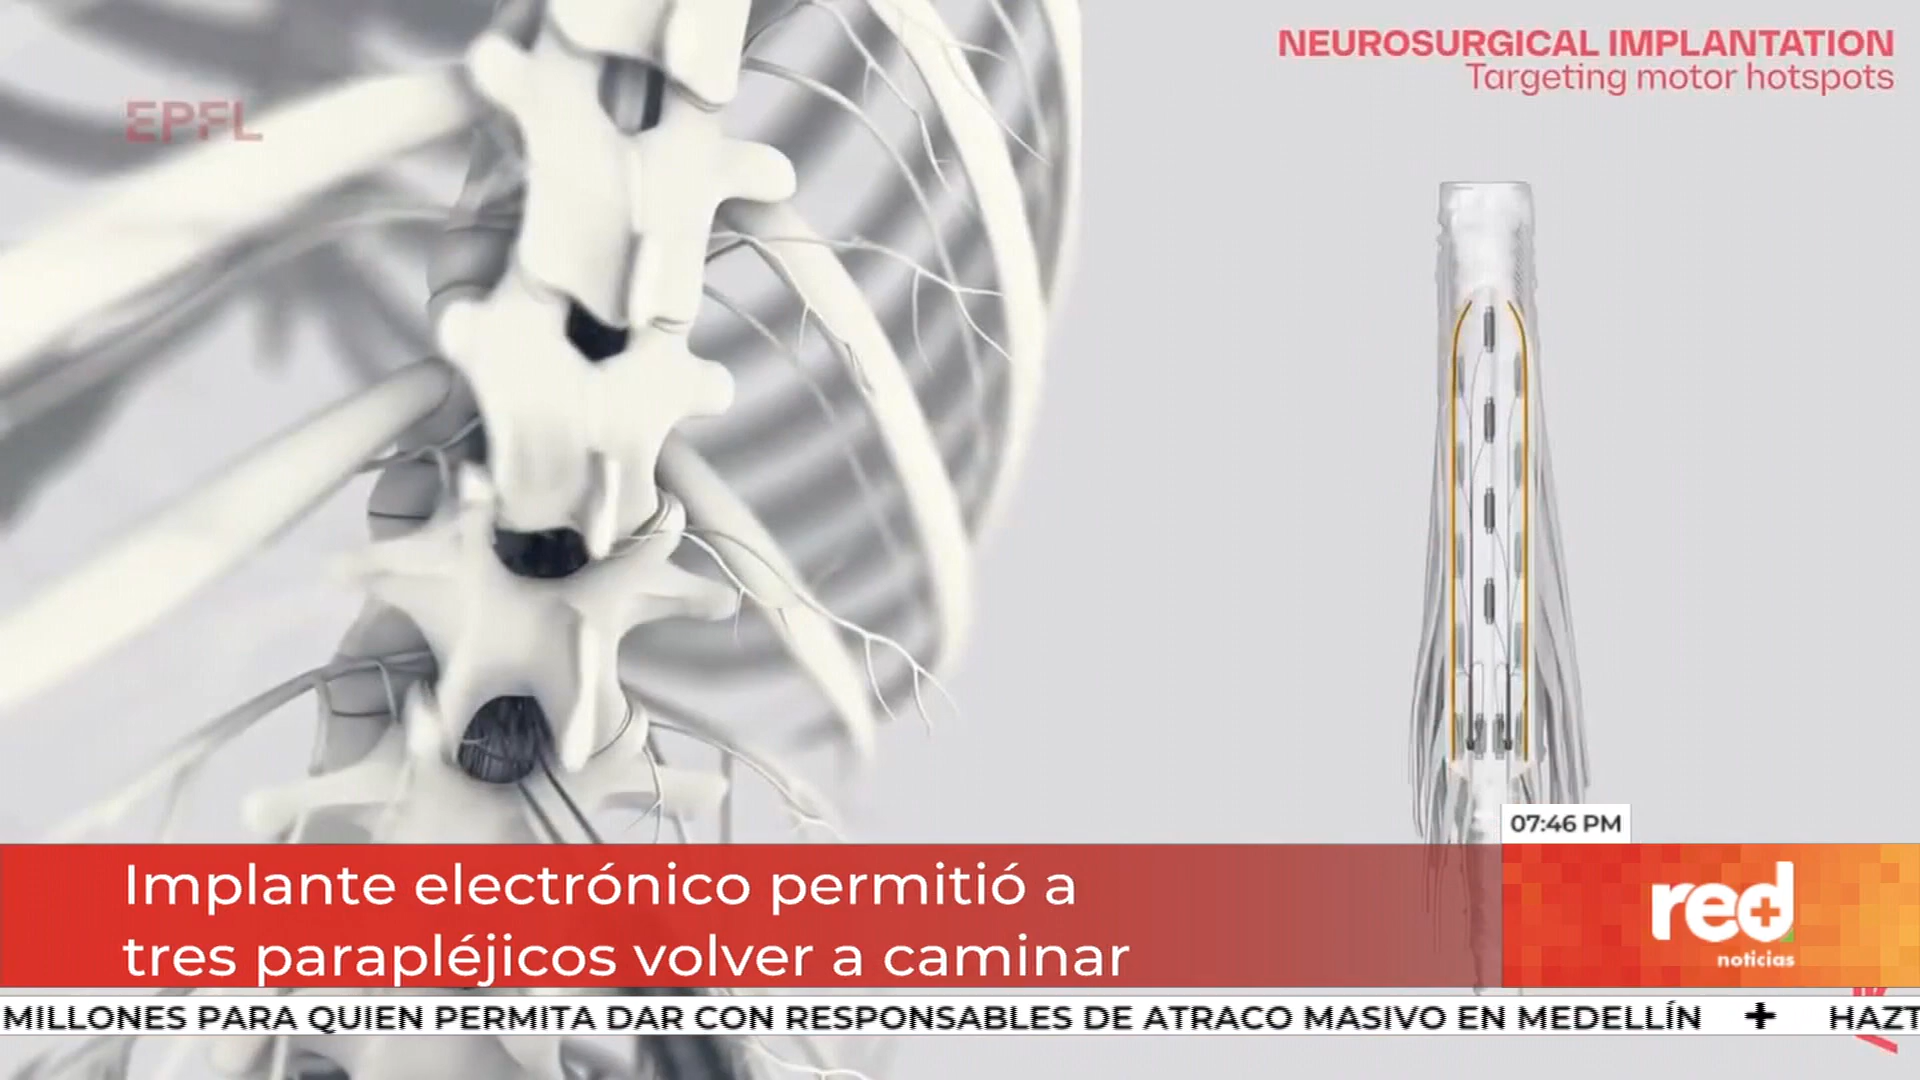 NEUROSURGICAL IMPLANTATION
Targeting motor hotspots
EPFL
07:46 PM
Implante electrónico permitió a
tres parapléjicos volver a caminar
red+
noticias
MILLONES PARA QUIEN PERMITA DAR CON RESPONSABLES DE ATRACO MASIVO EN MEDELLÍN + HAZT